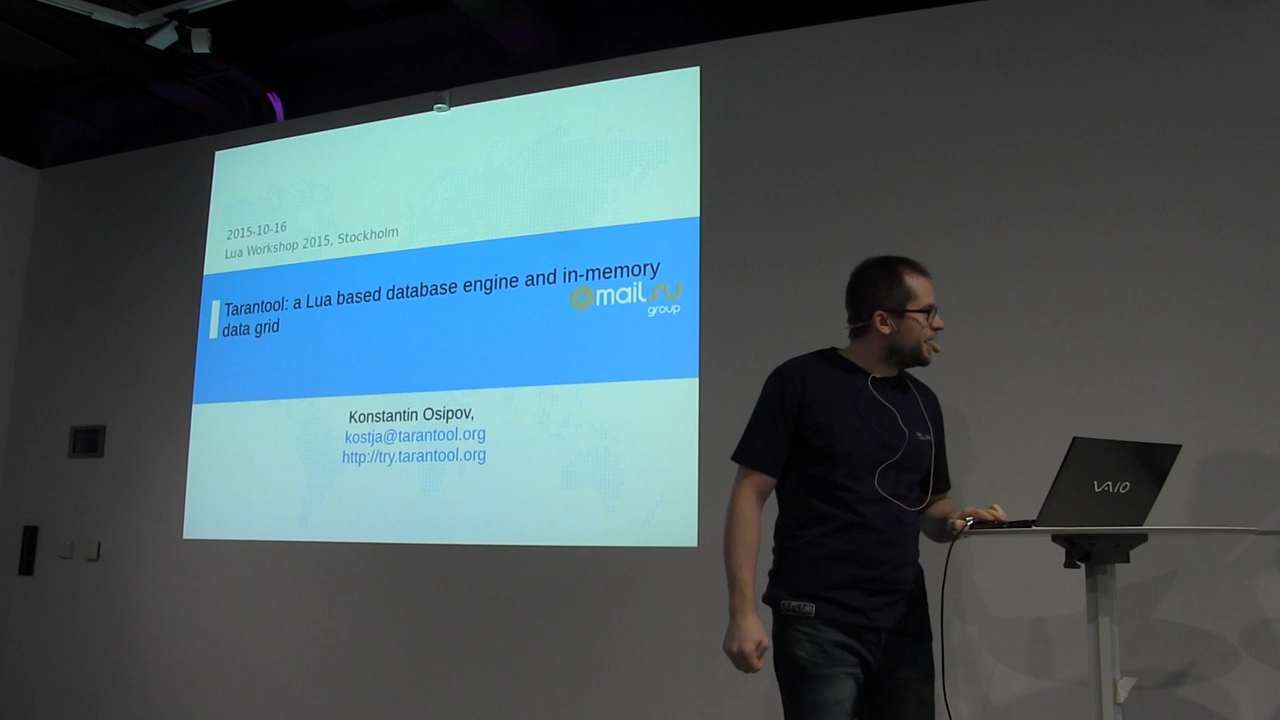 2015-10-16
Lua Workshop 2015, Stockholm
Tarantool: a Lua based database engine and in-memory
data grid
@mail.ru
group
Konstantin Osipov,
kostja@tarantool.org
http://try.tarantool.org
VAIO